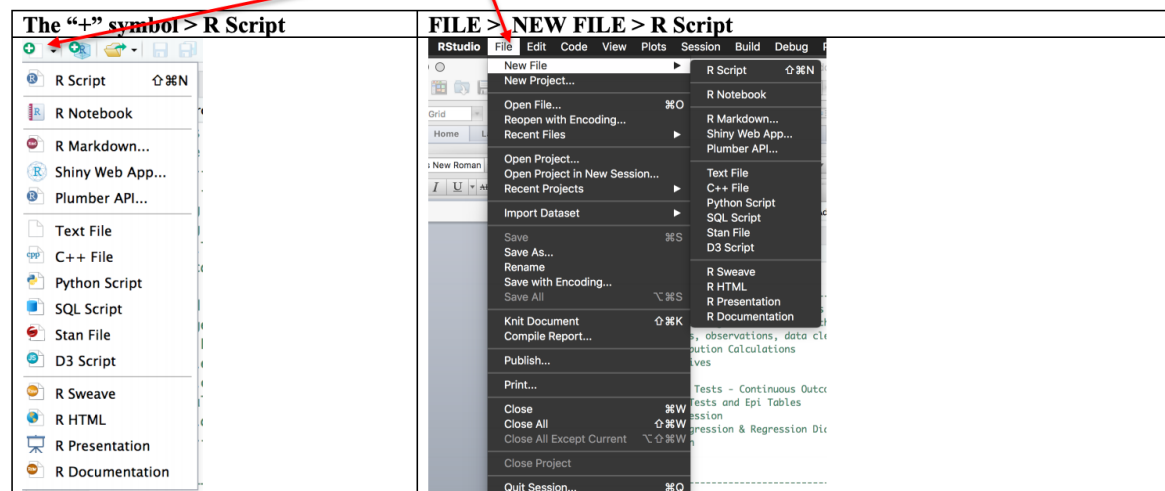 The “+” symbol > R Script
R Script ⇧⌘N
R Notebook
R Markdown...
Shiny Web App...
Plumber API...
Text File
C++ File
Python Script
SQL Script
Stan File
D3 Script
R Sweave
R HTML
R Presentation
R Documentation
FILE > NEW FILE > R Script
RStudio File Edit Code View Plots Session Build Debug
New File
New Project...
Open File... ⌘O
Reopen with Encoding...
Recent Files
Open Project...
Open Project in New Session...
Recent Projects
Import Dataset
Save ⌘S
Save As...
Rename
Save with Encoding...
Save All ⌥⌘S
Knit Document ⇧⌘K
Compile Report...
Publish...
Print...
Close ⌘W
Close All ⇧⌘W
Close All Except Current ⌥⇧⌘W
Close Project
Quit Session... ⌘Q
R Script ⇧⌘N
R Notebook
R Markdown...
Shiny Web App...
Plumber API...
Text File
C++ File
Python Script
SQL Script
Stan File
D3 Script
R Sweave
R HTML
R Presentation
R Documentation
Grid
Home
New Roman
I U
observations, data
Calculations
Tests - Continuous
Tests and Epi Tables
& Regression